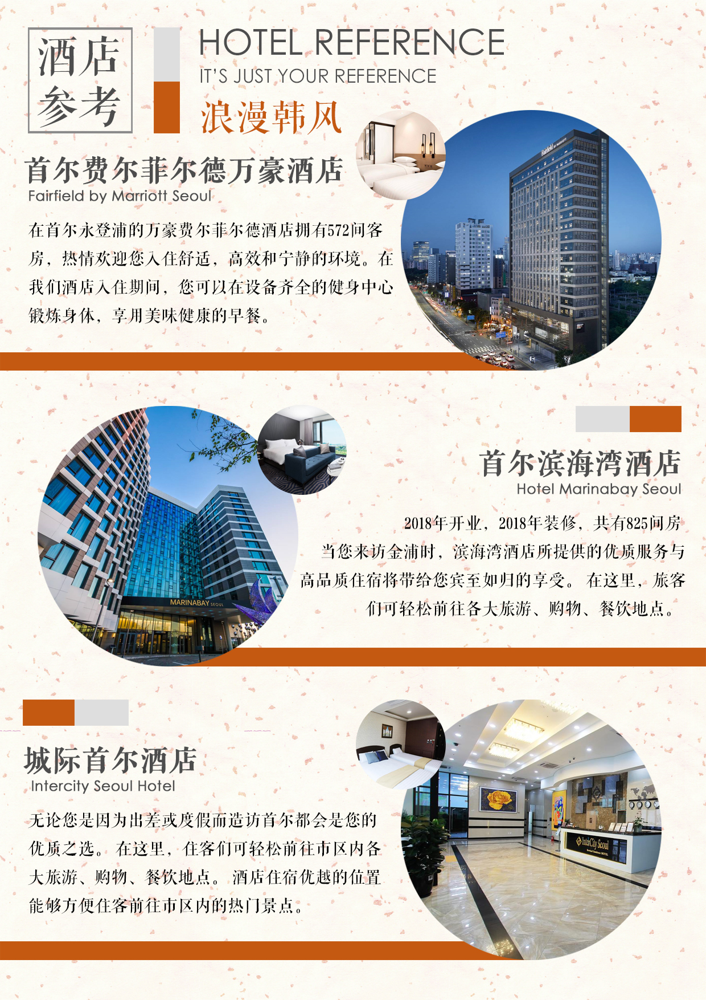 酒店
参考
HOTEL REFERENCE
IT'S JUST YOUR REFERENCE
浪漫韩风
首尔费尔菲尔德万豪酒店
Fairfield by Marriott Seoul
在首尔永登浦的万豪费尔菲尔德酒店拥有572间客
房，热情欢迎您入住舒适，高效和宁静的环境。在
我们酒店入住期间，您可以在设备齐全的健身中心
锻炼身体，享用美味健康的早餐。
Fairfield BY MARRIOTT
首尔滨海湾酒店
Hotel Marinabay Seoul
2018年开业，2018年装修，共有825间房
当您来访金浦时，滨海湾酒店所提供的优质服务与
高品质住宿将带给您宾至如归的享受。 在这里，旅客
们可轻松前往各大旅游、购物、餐饮地点。
MARINABAY SEOUL
城际首尔酒店
Intercity Seoul Hotel
无论您是因为出差或度假而造访首尔都会是您的
优质之选。 在这里，住客们可轻松前往市区内各
大旅游、购物、餐饮地点。 酒店住宿优越的位置
能够方便住客前往市区内的热门景点。
InterCity Seoul